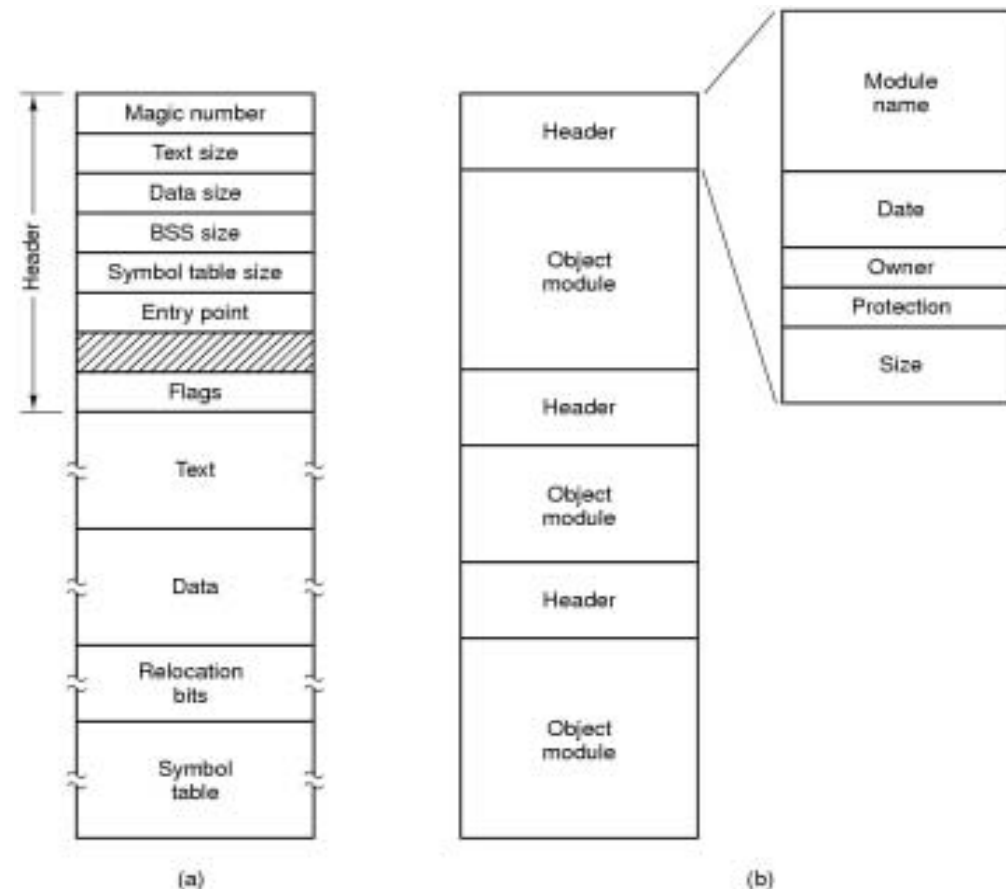 Header
Magic number
Text size
Data size
BSS size
Symbol table size
Entry point
Flags
Text
Data
Relocation
bits
Symbol
table
(a)
Header
Object
module
Header
Object
module
Header
Object
module
Module
name
Date
Owner
Protection
Size
(b)